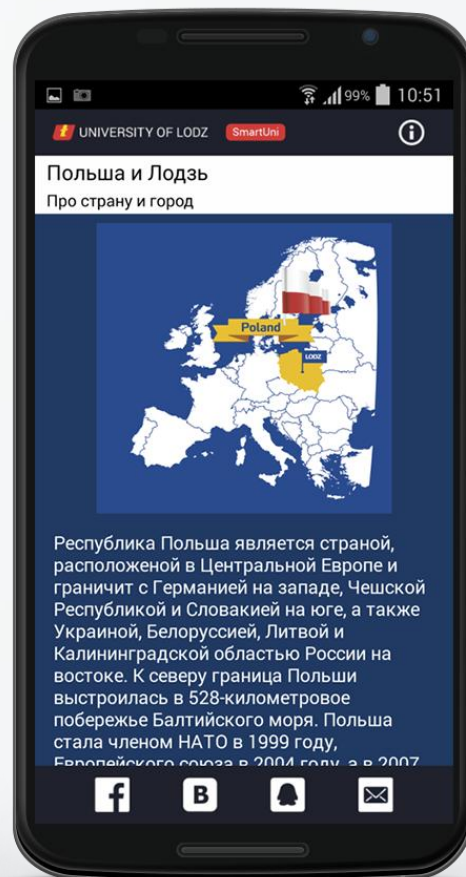 99% 10:51
UNIVERSITY OF LODZ SmartUni
Польша и Лодзь
Про страну и город
Poland
LODZ
Республика Польша является страной,
расположеной в Центральной Европе и
граничит с Германией на западе, Чешской
Республикой и Словакией на юге, а также
Украиной, Белоруссией, Литвой и
Калининградской областью России на
востоке. К северу граница Польши
выстроилась в 528-километровое
побережье Балтийского моря. Польша
стала членом НАТО в 1999 году,
Европейского союза в 2004 году, а в 2007